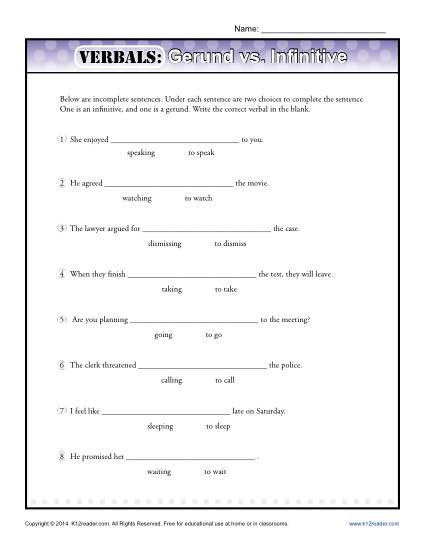 Name: ______________________________
VERBALS: Gerund vs. Infinitive
Below are incomplete sentences. Under each sentence are two choices to complete the sentence.
One is an infinitive, and one is a gerund. Write the correct verbal in the blank.
1 She enjoyed ______________________________ to you.
speaking to speak
2 He agreed ______________________________ the movie.
watching to watch
3 The lawyer argued for ______________________________ the case.
dismissing to dismiss
4 When they finish ______________________________ the test, they will leave.
taking to take
5 Are you planning ______________________________ to the meeting?
going to go
6 The clerk threatened ______________________________ the police.
calling to call
7 I feel like ______________________________ late on Saturday.
sleeping to sleep
8 He promised her ______________________________ .
waiting to wait
Copyright © 2014 K12reader.com. All Rights Reserved. Free for educational use at home or in classrooms. www.k12reader.com